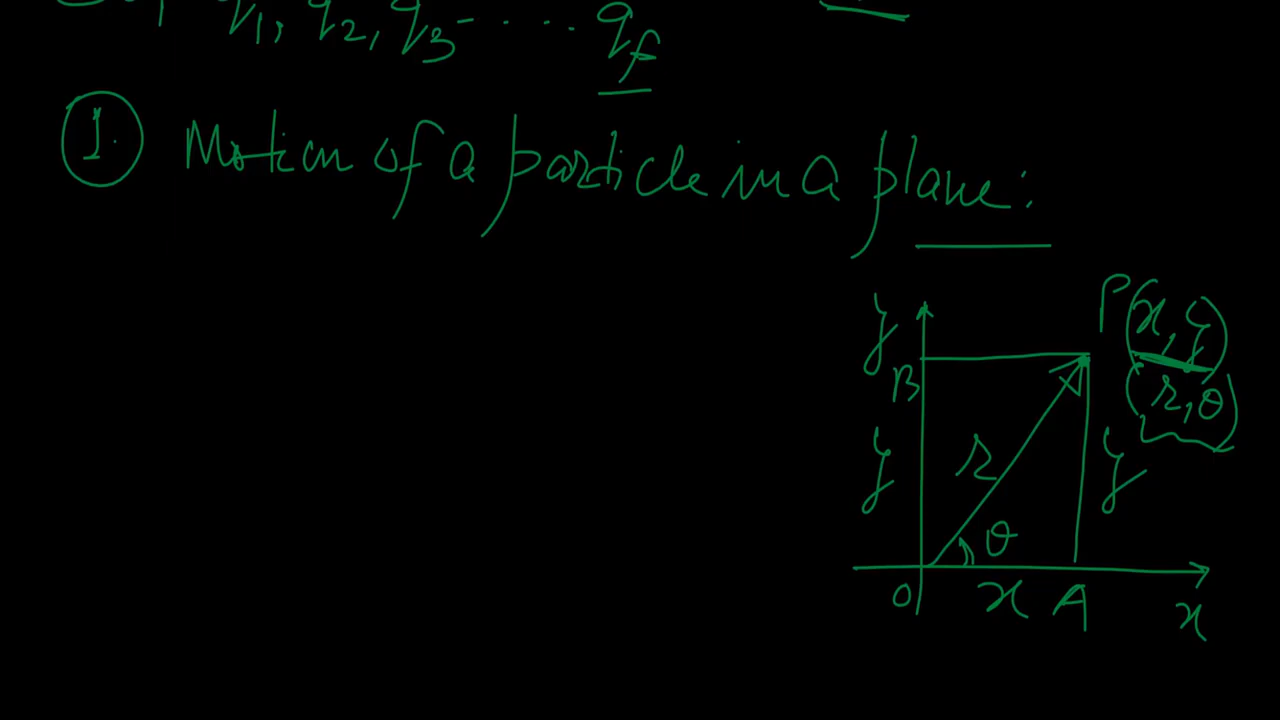 q1, q2, q3 - .... qf
1. Motion of a particle in a plane:
y P(x, y)
B (r, θ)
y r y
θ
O x A x